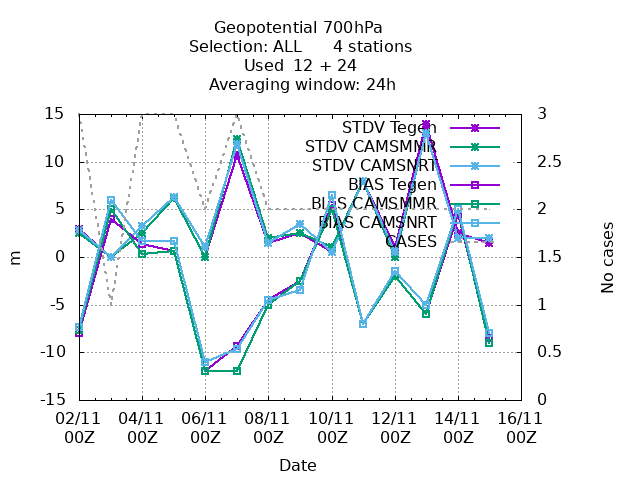 Geopotential 700hPa
Selection: ALL 4 stations
Used 12 + 24
Averaging window: 24h
15 3
STDV Tegen
STDV CAMSMMR
10 2.5
STDV CAMSNRT
BIAS Tegen
BIAS CAMSMMR
5 2
BIAS CAMSNRT
CASES
0 1.5
m
No cases
-5 1
-10 0.5
-15 0
02/11 04/11 06/11 08/11 10/11 12/11 14/11 16/11
00Z 00Z 00Z 00Z 00Z 00Z 00Z 00Z
Date